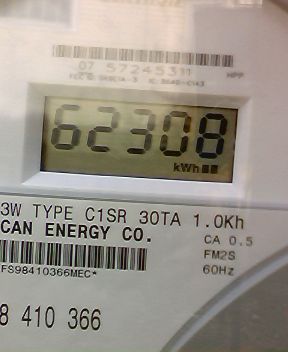 07 57245311 HPP
62308
kWh
3W TYPE C1SR 30TA 1.0Kh
CAN ENERGY CO.
CA 0.5
FM2S
FS98410366MEC*
60Hz
8 410 366